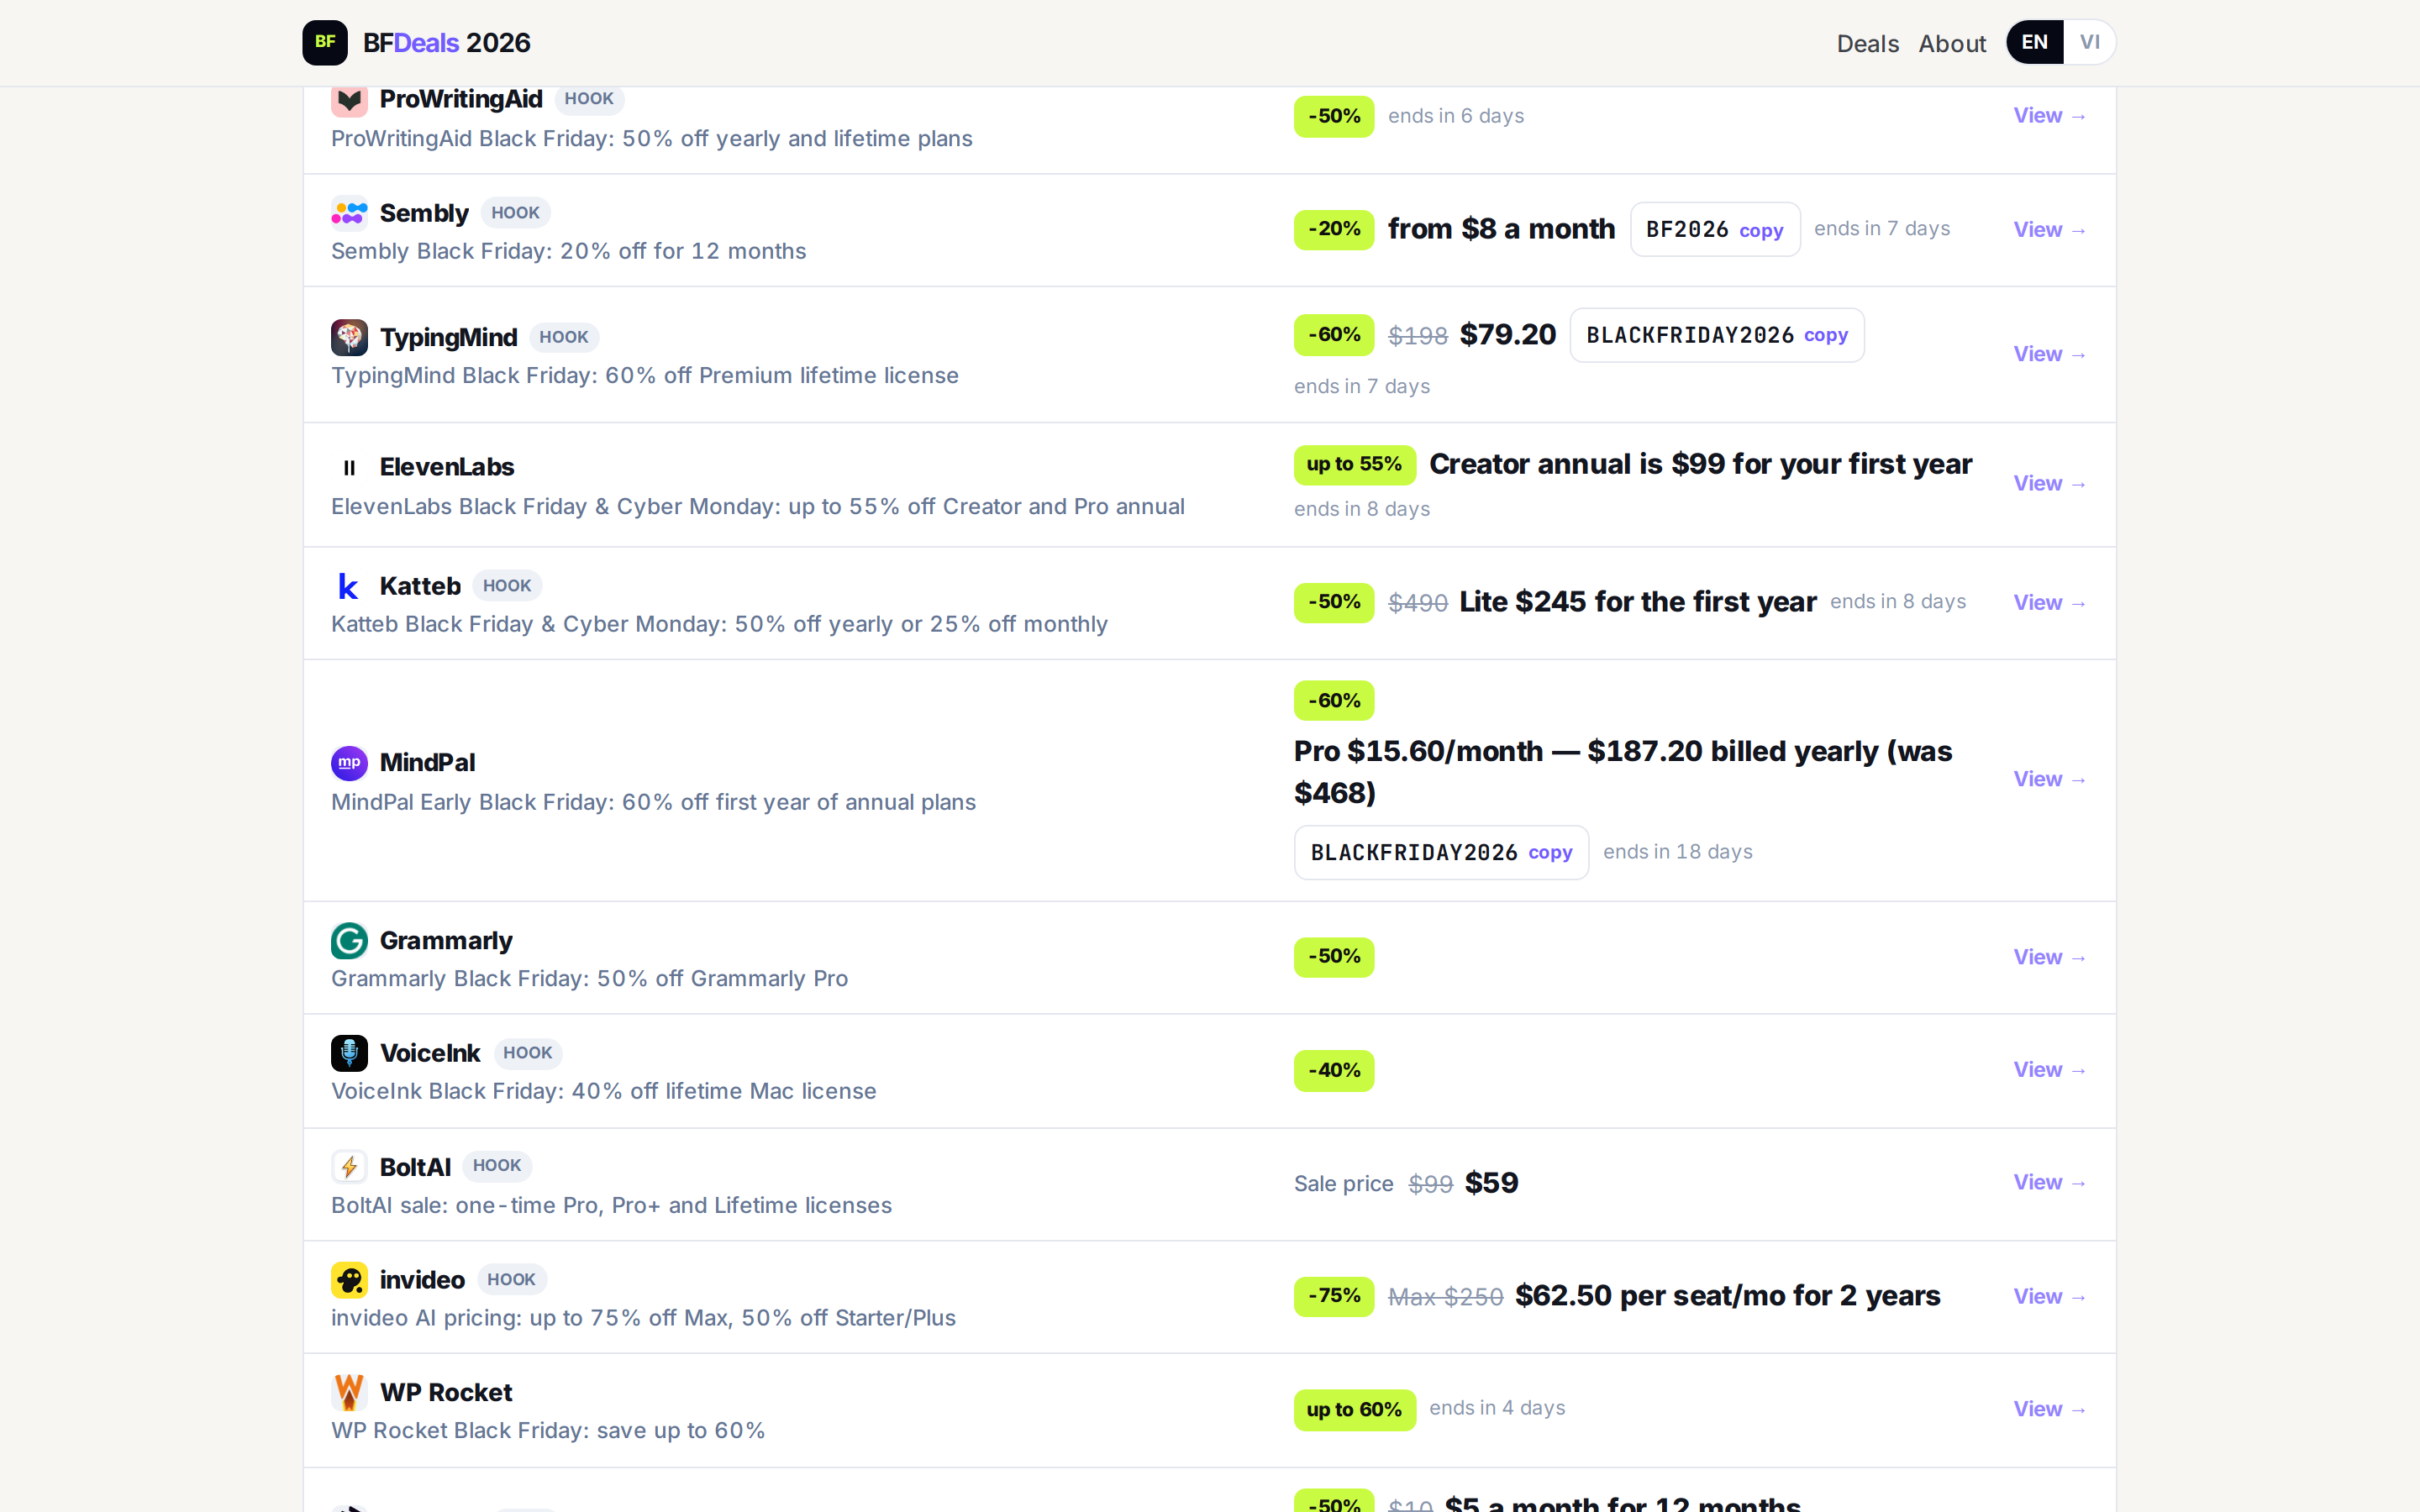 BF
BFDeals 2026
Deals
About
EN
VI
ProWritingAid HOOK
ProWritingAid Black Friday: 50% off yearly and lifetime plans
-50% ends in 6 days
View →
Sembly HOOK
Sembly Black Friday: 20% off for 12 months
-20% from $8 a month BF2026 copy ends in 7 days
View →
TypingMind HOOK
TypingMind Black Friday: 60% off Premium lifetime license
-60% $198 $79.20 BLACKFRIDAY2026 copy
ends in 7 days
View →
ElevenLabs
ElevenLabs Black Friday & Cyber Monday: up to 55% off Creator and Pro annual
up to 55% Creator annual is $99 for your first year
ends in 8 days
View →
k
Katteb HOOK
Katteb Black Friday & Cyber Monday: 50% off yearly or 25% off monthly
-50% $490 Lite $245 for the first year ends in 8 days
View →
mp
MindPal
MindPal Early Black Friday: 60% off first year of annual plans
-60%
Pro $15.60/month — $187.20 billed yearly (was
$468)
BLACKFRIDAY2026 copy ends in 18 days
View →
Grammarly
Grammarly Black Friday: 50% off Grammarly Pro
-50%
View →
VoiceInk HOOK
VoiceInk Black Friday: 40% off lifetime Mac license
-40%
View →
BoltAI HOOK
BoltAI sale: one-time Pro, Pro+ and Lifetime licenses
Sale price $99 $59
View →
invideo HOOK
invideo AI pricing: up to 75% off Max, 50% off Starter/Plus
-75% Max $250 $62.50 per seat/mo for 2 years
View →
WP Rocket
WP Rocket Black Friday: save up to 60%
up to 60% ends in 4 days
View →
-50% $10 $5 a month for 12 months